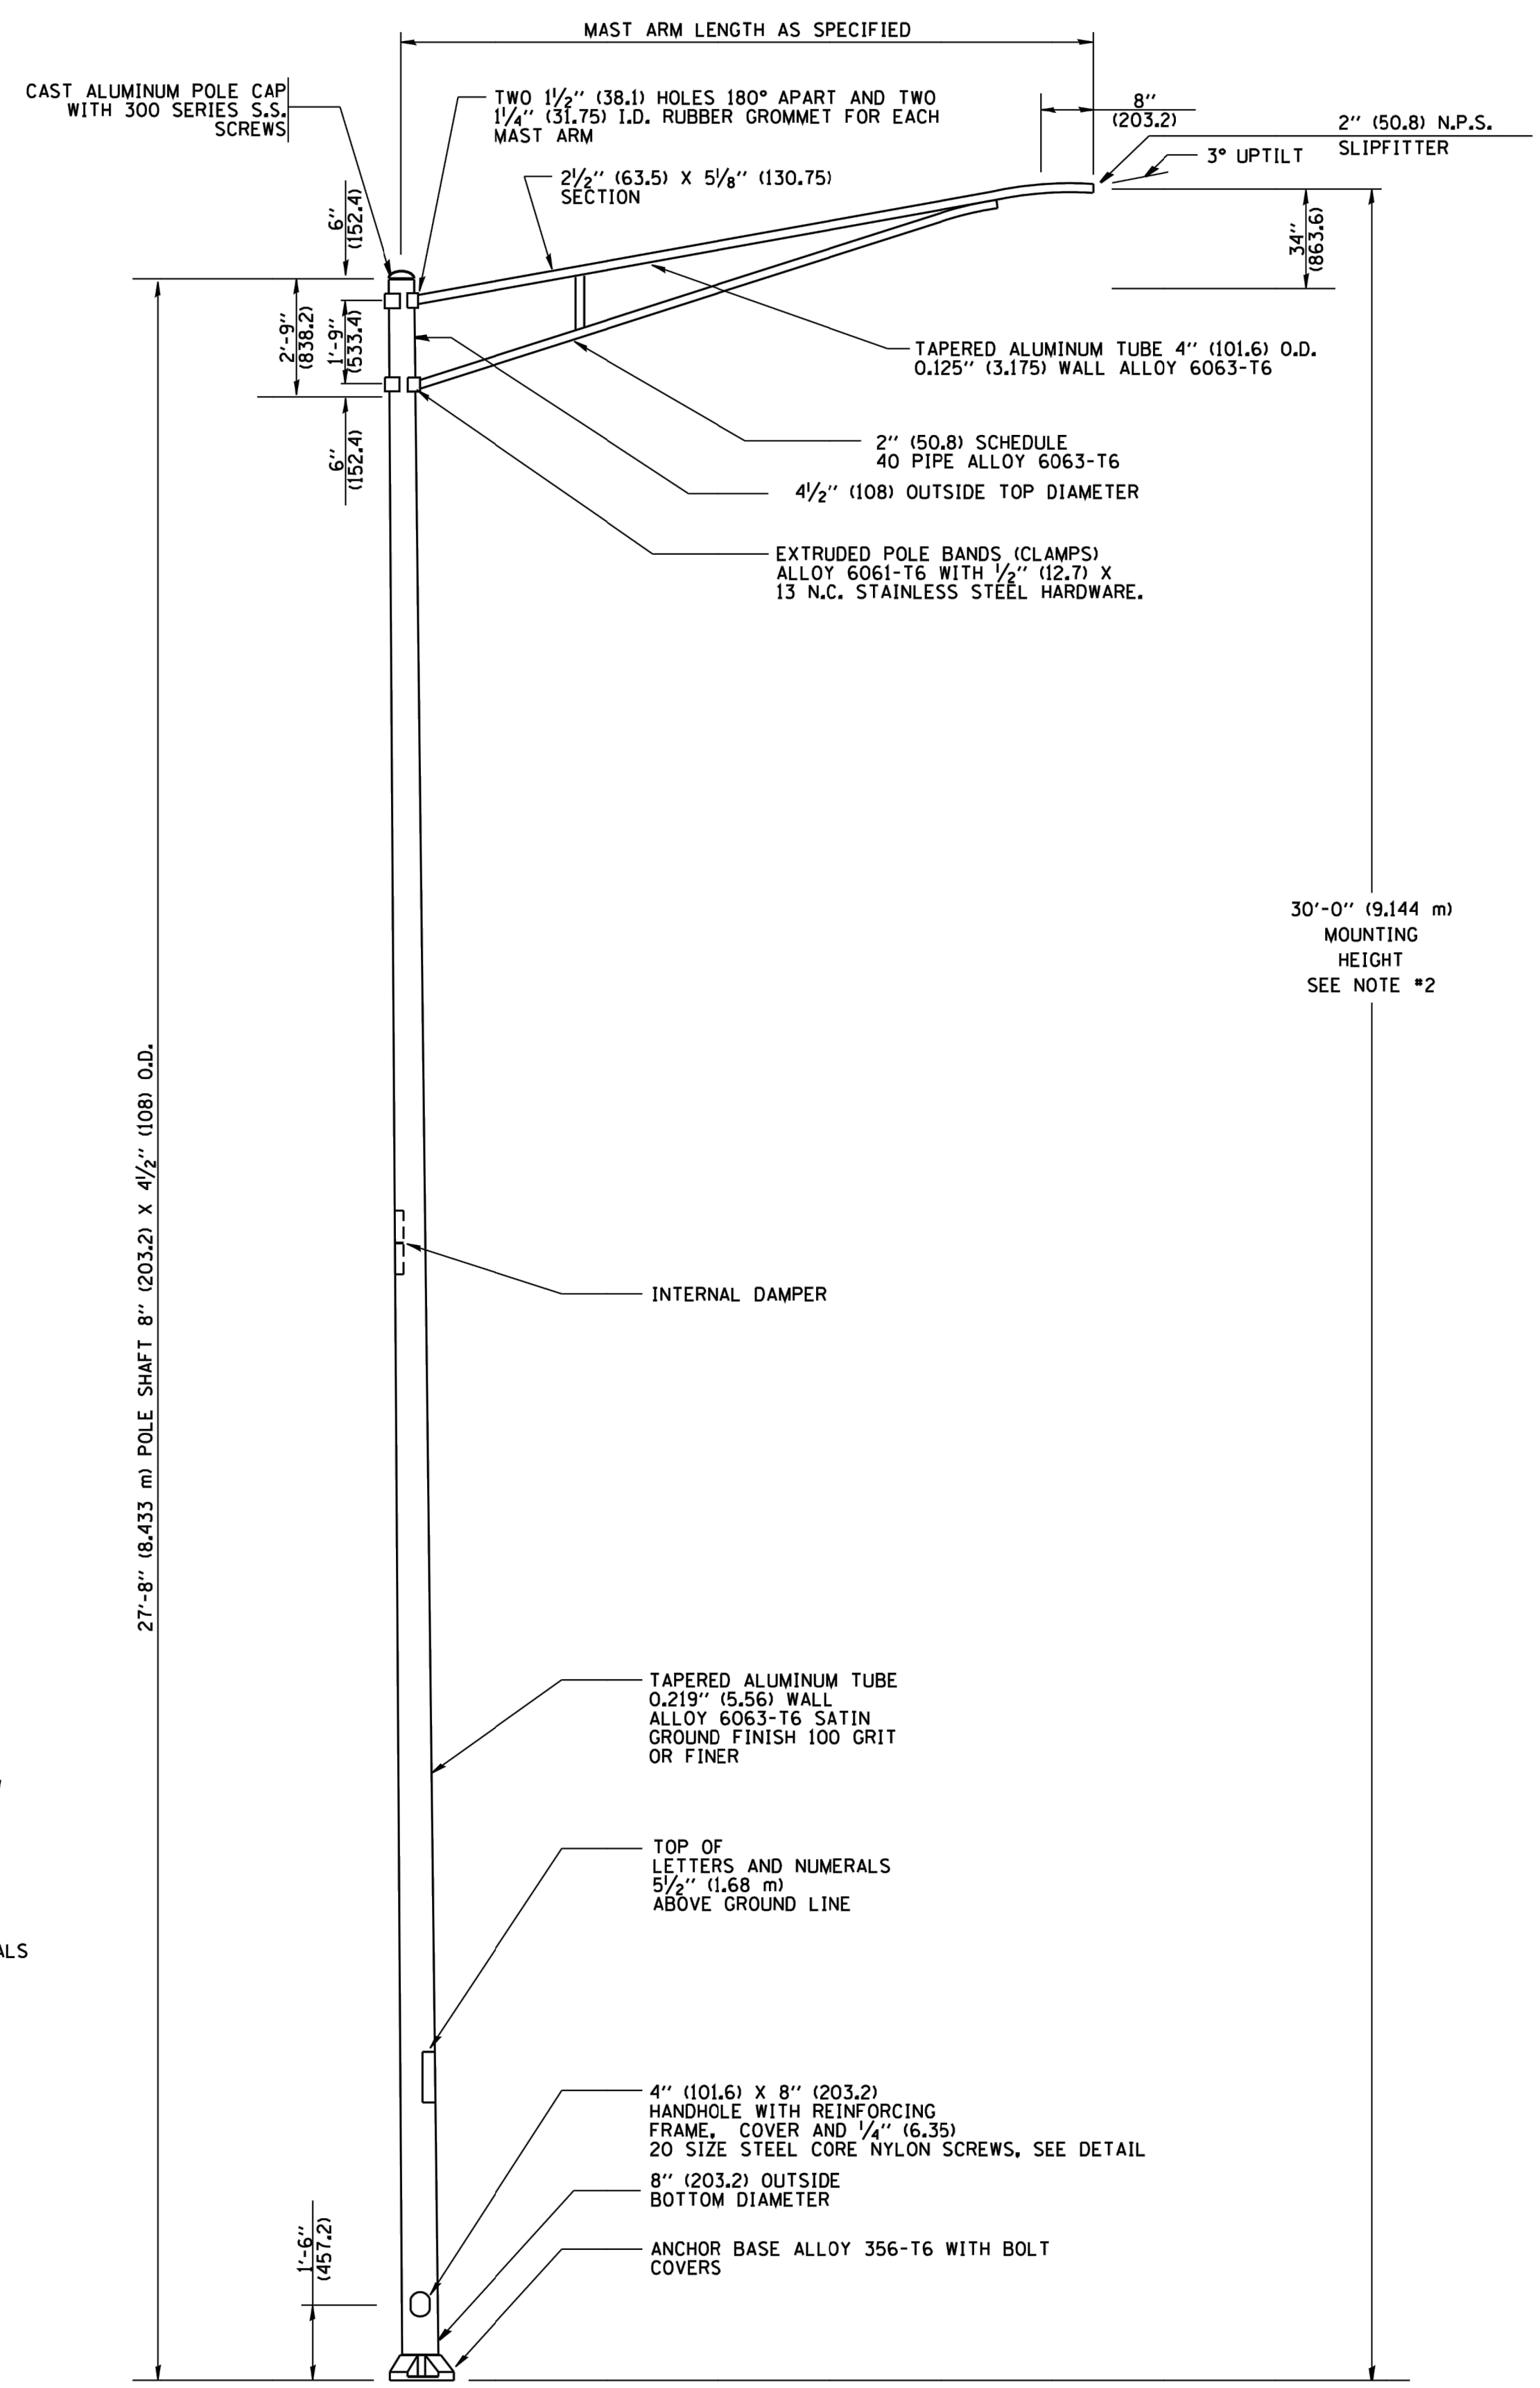 MAST ARM LENGTH AS SPECIFIED
CAST ALUMINUM POLE CAP
WITH 300 SERIES S.S.
SCREWS
TWO 1½" (38.1) HOLES 180° APART AND TWO
1¼" (31.75) I.D. RUBBER GROMMET FOR EACH
MAST ARM
8"
(203.2)
2" (50.8) N.P.S.
SLIPFITTER
3° UPTILT
2½" (63.5) X 5⅛" (130.75)
SECTION
6"
(152.4)
34"
(863.6)
2'-9"
(838.2)
1'-9"
(533.4)
TAPERED ALUMINUM TUBE 4" (101.6) O.D.
0.125" (3.175) WALL ALLOY 6063-T6
6"
(152.4)
2" (50.8) SCHEDULE
40 PIPE ALLOY 6063-T6
4½" (108) OUTSIDE TOP DIAMETER
EXTRUDED POLE BANDS (CLAMPS)
ALLOY 6061-T6 WITH ½" (12.7) X
13 N.C. STAINLESS STEEL HARDWARE.
30'-0" (9.144 m)
MOUNTING
HEIGHT
SEE NOTE #2
27'-8" (8.433 m) POLE SHAFT 8" (203.2) X 4½" (108) O.D.
INTERNAL DAMPER
TAPERED ALUMINUM TUBE
0.219" (5.56) WALL
ALLOY 6063-T6 SATIN
GROUND FINISH 100 GRIT
OR FINER
TOP OF
LETTERS AND NUMERALS
5½" (1.68 m)
ABOVE GROUND LINE
ALS
4" (101.6) X 8" (203.2)
HANDHOLE WITH REINFORCING
FRAME, COVER AND ¼" (6.35)
20 SIZE STEEL CORE NYLON SCREWS, SEE DETAIL
8" (203.2) OUTSIDE
BOTTOM DIAMETER
1'-6"
(457.2)
ANCHOR BASE ALLOY 356-T6 WITH BOLT
COVERS